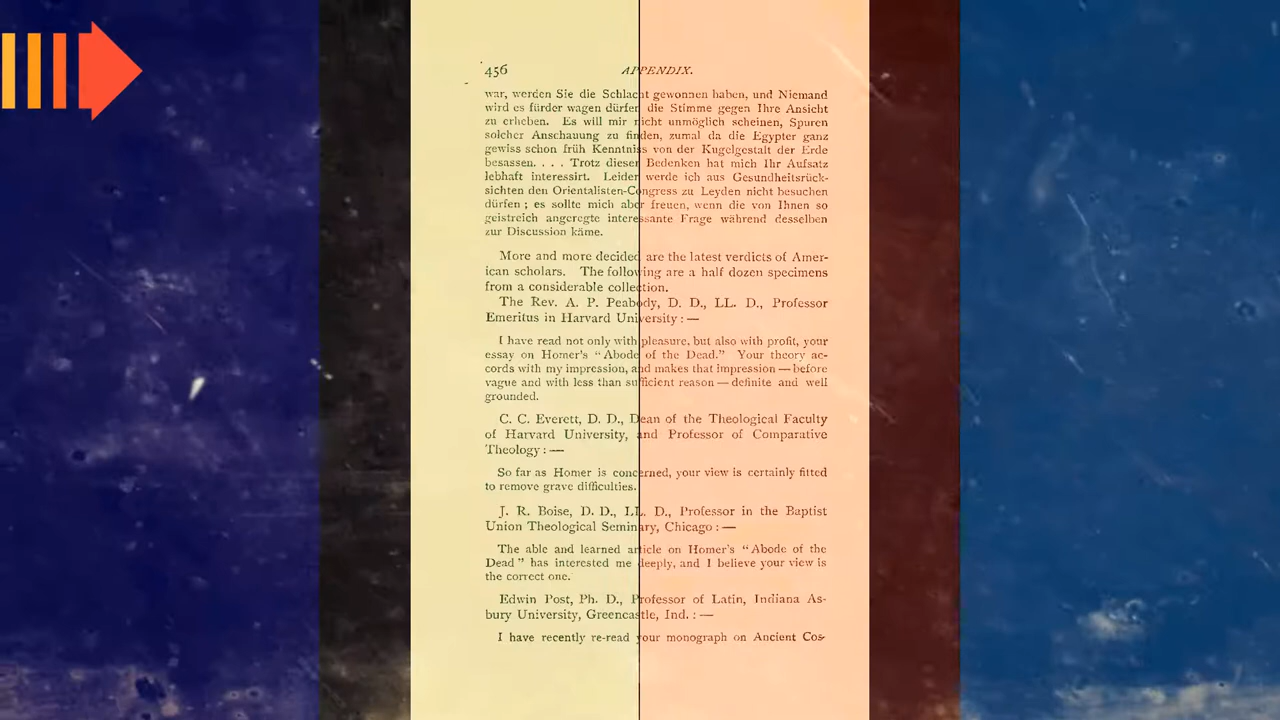 456 APPENDIX.
war, werden Sie die Schlacht gewonnen haben, und Niemand
wird es fürder wagen dürfen die Stimme gegen Ihre Ansicht
zu erheben. Es will mir nicht unmöglich scheinen, Spuren
solcher Anschauung zu finden, zumal da die Egypter ganz
gewiss schon früh Kenntniss von der Kugelgestalt der Erde
besassen. . . . Trotz dieser Bedenken hat mich Ihr Aufsatz
lebhaft interessirt. Leider werde ich aus Gesundheitsrück-
sichten den Orientalisten-Congress zu Leyden nicht besuchen
dürfen; es sollte mich aber freuen, wenn die von Ihnen so
geistreich angeregte interessante Frage während desselben
zur Discussion käme.
More and more decided are the latest verdicts of Amer-
ican scholars. The following are a half dozen specimens
from a considerable collection.
The Rev. A. P. Peabody, D. D., LL. D., Professor
Emeritus in Harvard University: —
I have read not only with pleasure, but also with profit, your
essay on Homer's "Abode of the Dead." Your theory ac-
cords with my impression, and makes that impression — before
vague and with less than sufficient reason — definite and well
grounded.
C. C. Everett, D. D., Dean of the Theological Faculty
of Harvard University, and Professor of Comparative
Theology: —
So far as Homer is concerned, your view is certainly fitted
to remove grave difficulties.
J. R. Boise, D. D., LL. D., Professor in the Baptist
Union Theological Seminary, Chicago: —
The able and learned article on Homer's "Abode of the
Dead" has interested me deeply, and I believe your view is
the correct one.
Edwin Post, Ph. D., Professor of Latin, Indiana As-
bury University, Greencastle, Ind.: —
I have recently re-read your monograph on Ancient Cos-